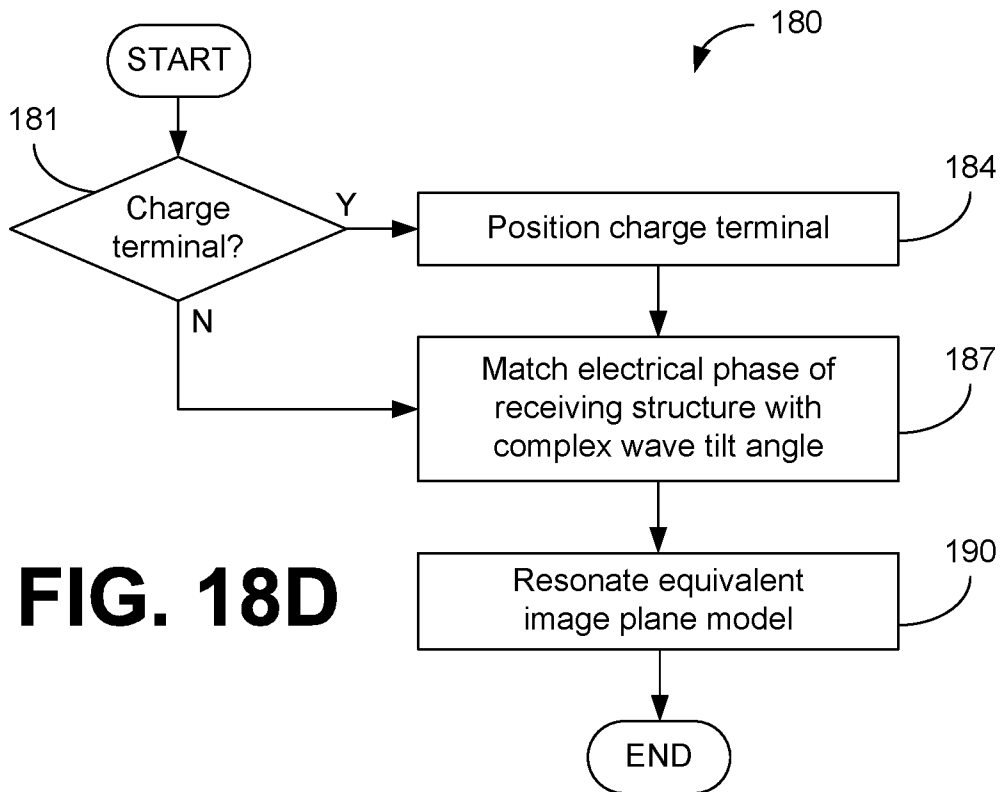 START
180
181
Charge
terminal?
Y
N
Position charge terminal
184
Match electrical phase of
receiving structure with
complex wave tilt angle
187
Resonate equivalent
image plane model
190
END
FIG. 18D